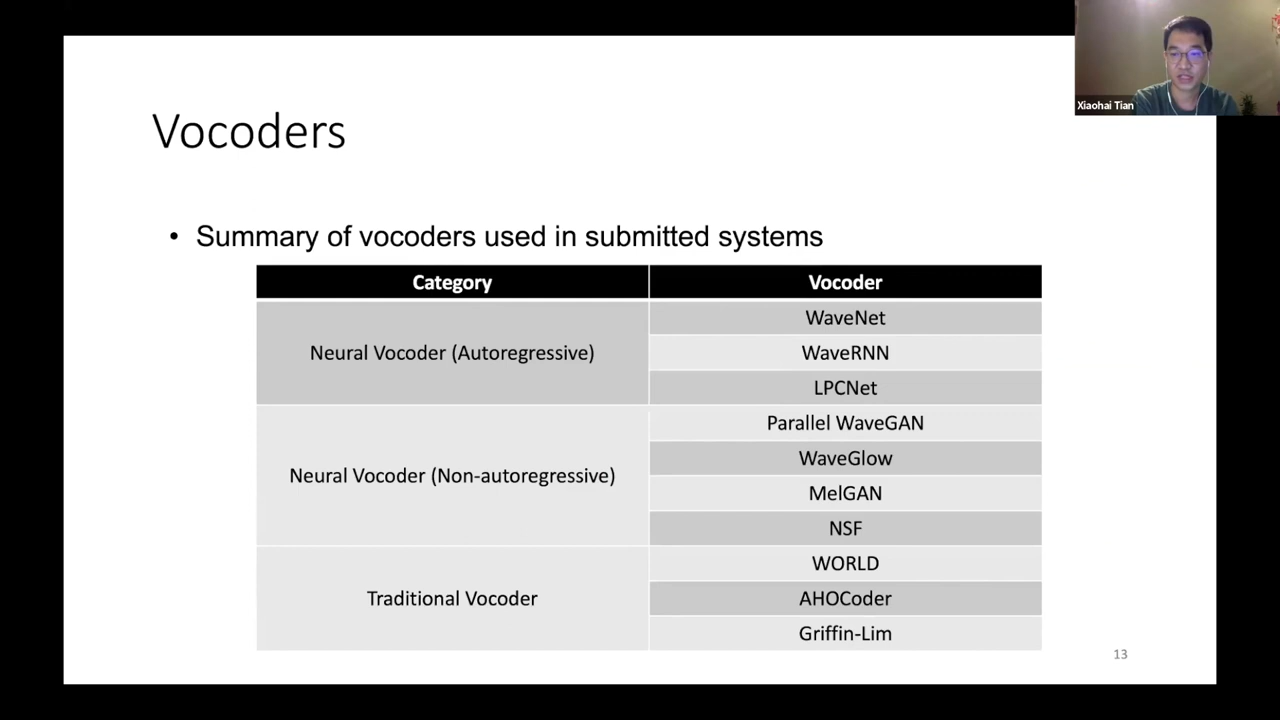 Xiaohai Tian
Vocoders
• Summary of vocoders used in submitted systems
Category Vocoder
Neural Vocoder (Autoregressive)
WaveNet
WaveRNN
LPCNet
Neural Vocoder (Non-autoregressive)
Parallel WaveGAN
WaveGlow
MelGAN
NSF
Traditional Vocoder
WORLD
AHOCoder
Griffin-Lim
13